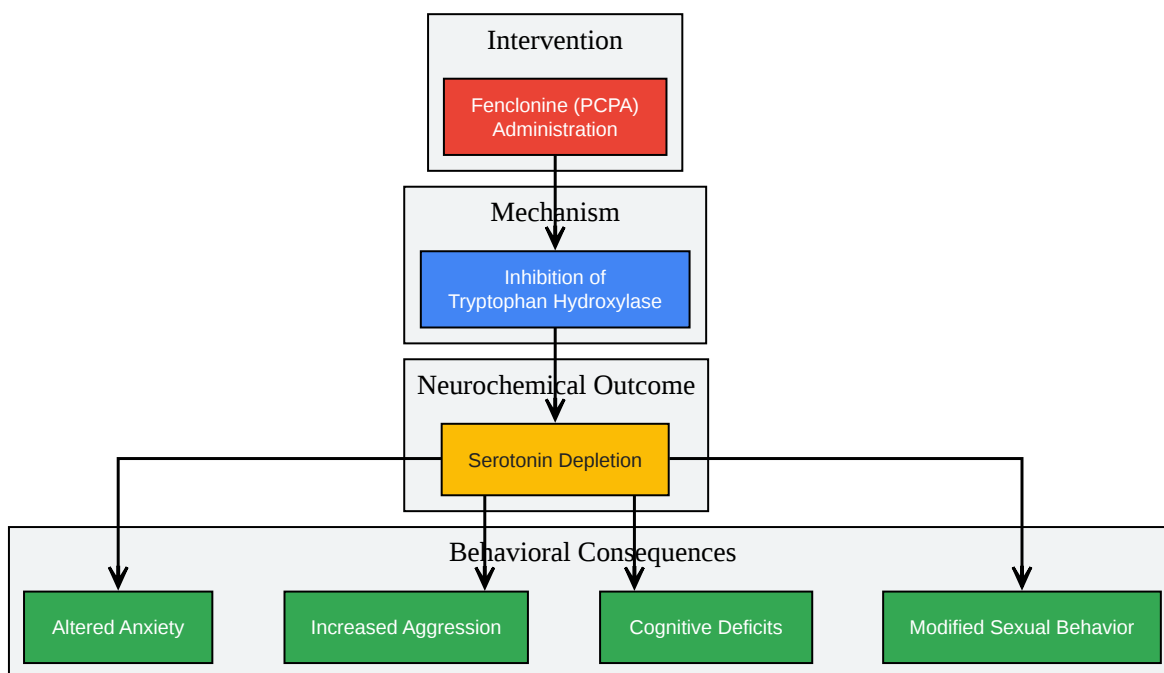 Intervention
Fenclonine (PCPA)
Administration
Mechanism
Inhibition of
Tryptophan Hydroxylase
Neurochemical Outcome
Serotonin Depletion
Behavioral Consequences
Altered Anxiety
Increased Aggression
Cognitive Deficits
Modified Sexual Behavior